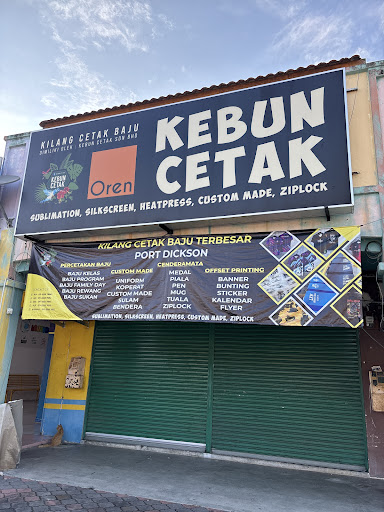 KILANG CETAK BAJU
DIMILIKI OLEH : KEBUN CETAK SDN BHD
KEBUN
CETAK
Oren
KEBUN
CETAK
SUBLIMATION, SILKSCREEN, HEATPRESS, CUSTOM MADE, ZIPLOCK
KILANG CETAK BAJU TERBESAR
PORT DICKSON
PERCETAKAN BAJU
BAJU KELAS
BAJU PROGRAM
BAJU FAMILY DAY
BAJU REWANG
BAJU SUKAN
CUSTOM MADE
UNIFORM
KOPERAT
CUSTOM MADE
SULAM
BENDERA
CENDERAMATA
MEDAL
PIALA
PEN
MUG
TUALA
ZIPLOCK
OFFSET PRINTING
BANNER
BUNTING
STICKER
KALENDAR
FLYER
SUBLIMATION, SILKSCREEN, HEATPRESS, CUSTOM MADE, ZIPLOCK